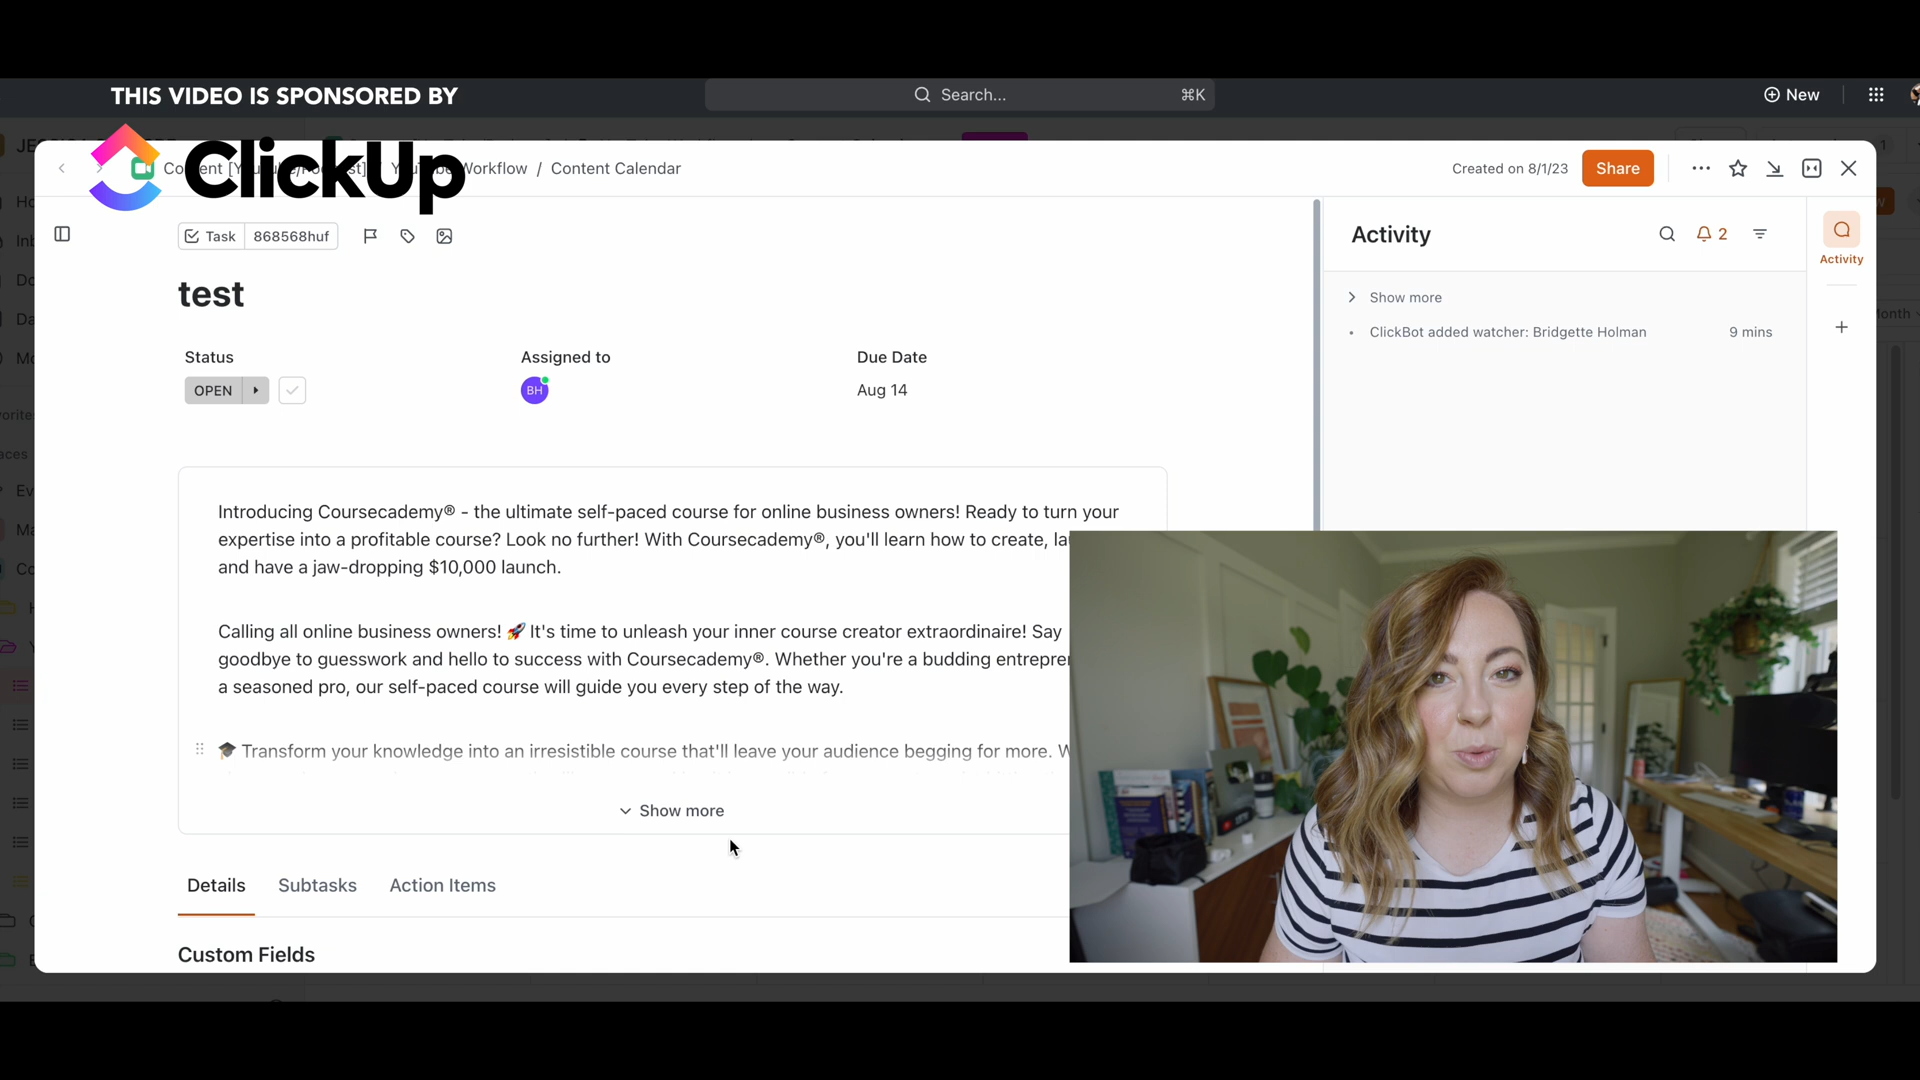 THIS VIDEO IS SPONSORED BY
ClickUp
Search...
⌘K
New
Workflow / Content Calendar
Created on 8/1/23
Share
Task
868568huf
test
Status
Assigned to
Due Date
OPEN
BH
Aug 14
Introducing Coursecademy® - the ultimate self-paced course for online business owners! Ready to turn your
expertise into a profitable course? Look no further! With Coursecademy®, you'll learn how to create,
and have a jaw-dropping $10,000 launch.
Calling all online business owners! 🚀 It's time to unleash your inner course creator extraordinaire! Say
goodbye to guesswork and hello to success with Coursecademy®. Whether you're a budding
a seasoned pro, our self-paced course will guide you every step of the way.
🎓 Transform your knowledge into an irresistible course that'll leave your audience begging for more.
Show more
Details
Subtasks
Action Items
Custom Fields
Activity
2
Show more
ClickBot added watcher: Bridgette Holman
9 mins
Activity